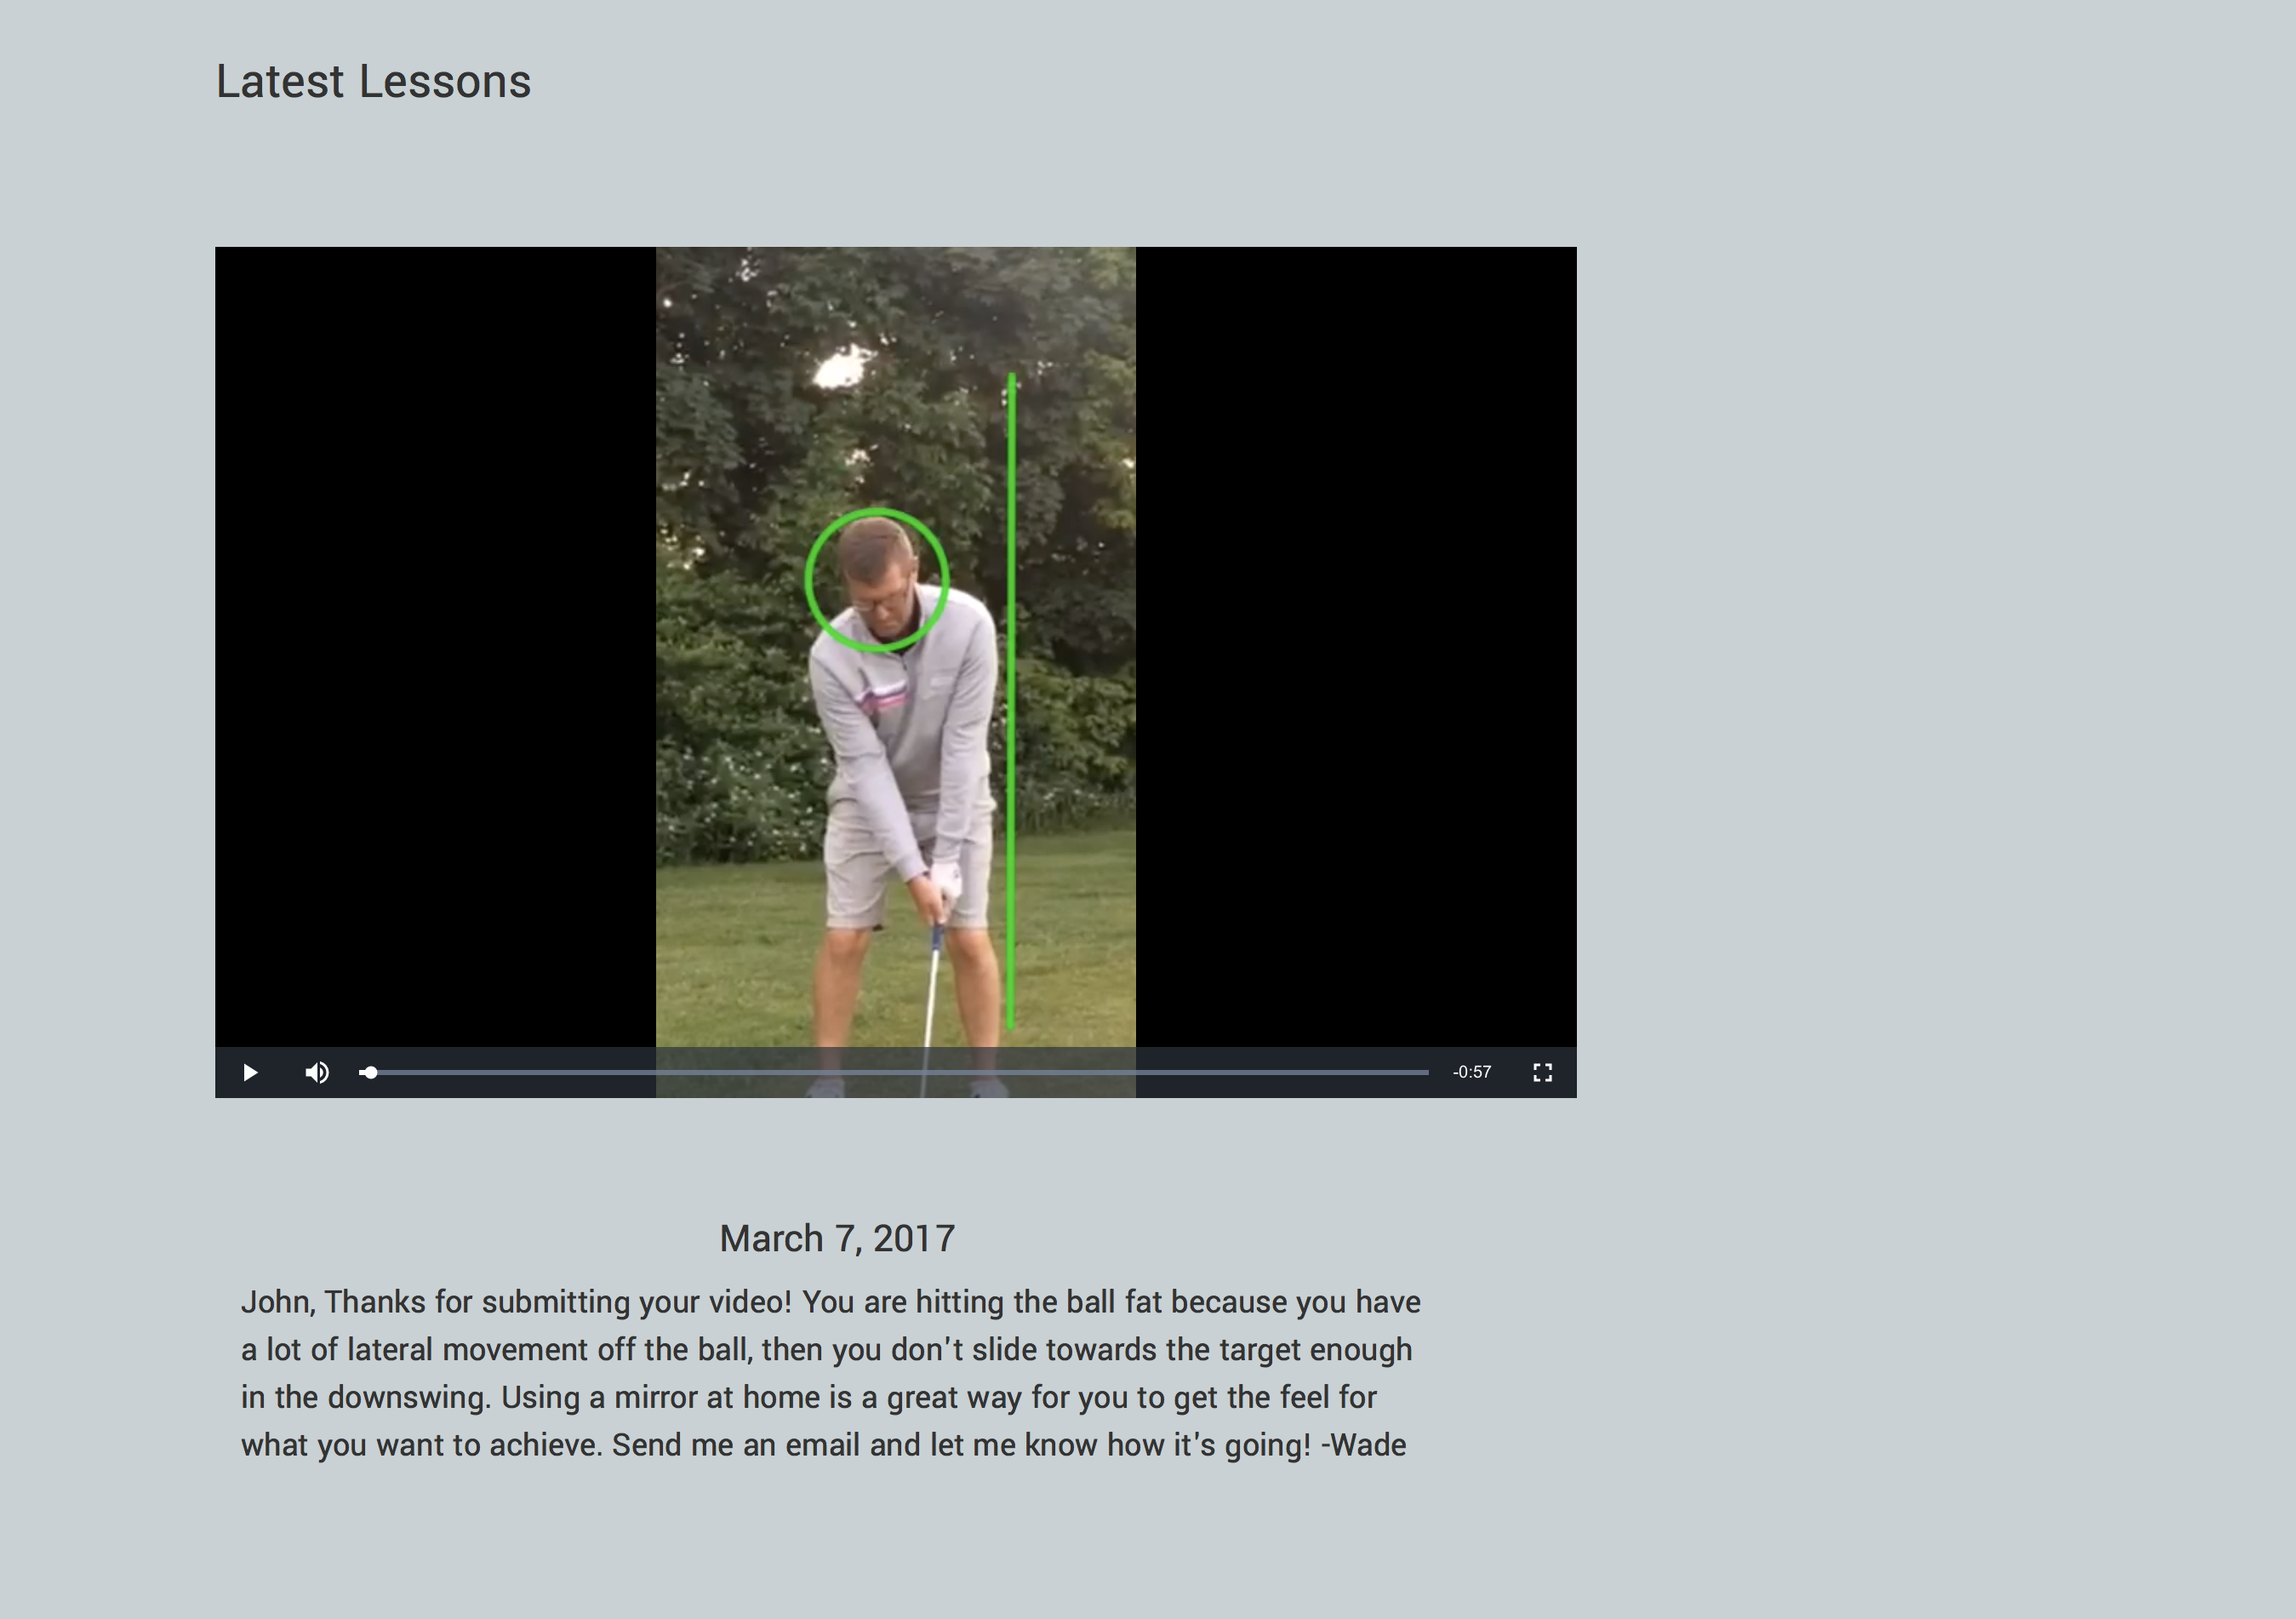 Latest Lessons
-0:57
March 7, 2017
John, Thanks for submitting your video! You are hitting the ball fat because you have
a lot of lateral movement off the ball, then you don't slide towards the target enough
in the downswing. Using a mirror at home is a great way for you to get the feel for
what you want to achieve. Send me an email and let me know how it's going! -Wade